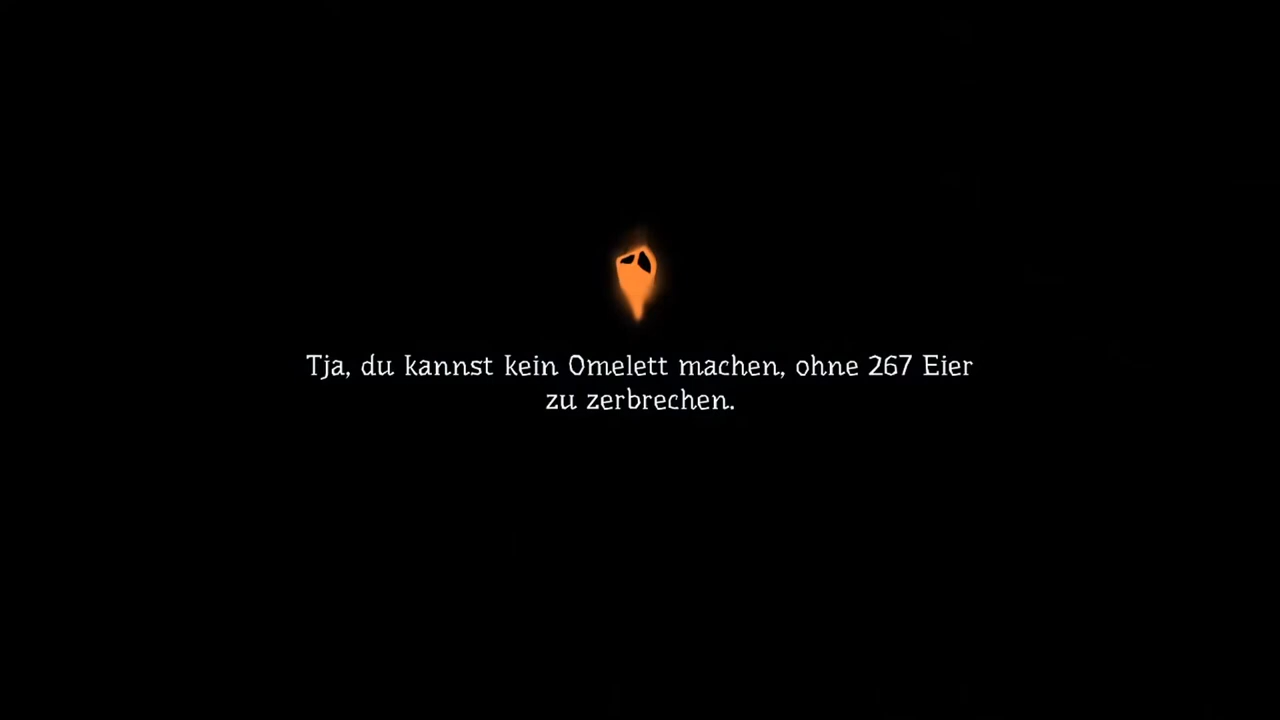 Tja, du kannst kein Omelett machen, ohne 267 Eier
zu zerbrechen.